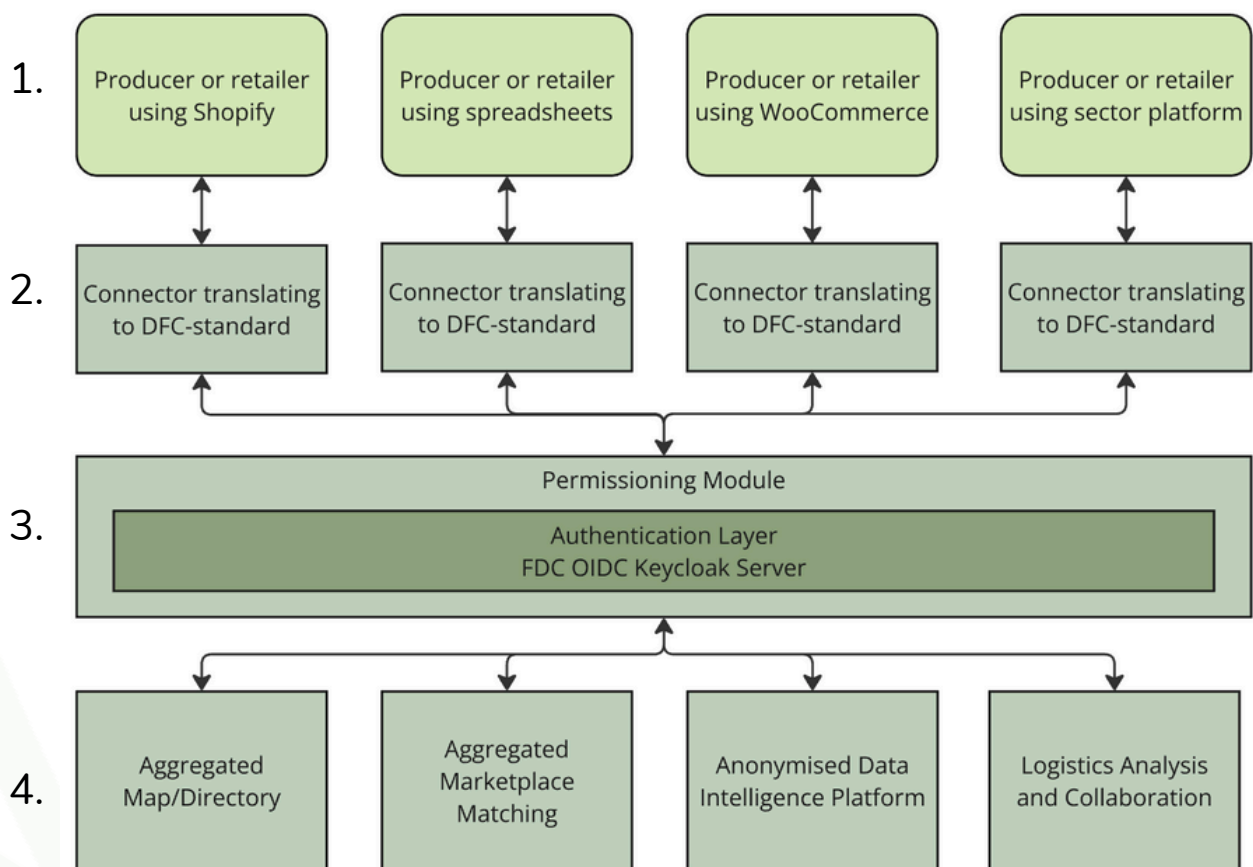 1.
Producer or retailer
using Shopify
Producer or retailer
using spreadsheets
Producer or retailer
using WooCommerce
Producer or retailer
using sector platform
2.
Connector translating
to DFC-standard
Connector translating
to DFC-standard
Connector translating
to DFC-standard
Connector translating
to DFC-standard
3.
Permissioning Module
Authentication Layer
FDC OIDC Keycloak Server
4.
Aggregated
Map/Directory
Aggregated
Marketplace
Matching
Anonymised Data
Intelligence Platform
Logistics Analysis
and Collaboration